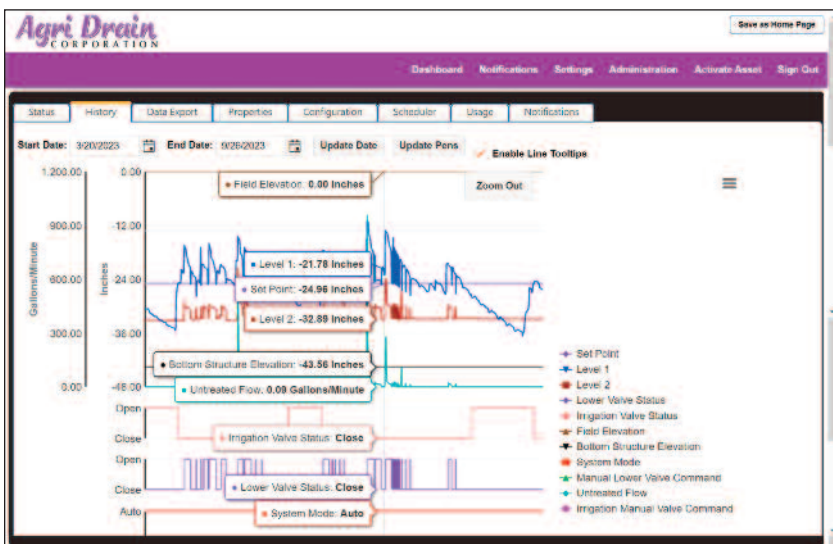 Agri Drain
CORPORATION
Save as Home Page
Dashboard Notifications Settings Administration Activate Asset Sign Out
Status History Data Export Properties Configuration Scheduler Usage Notifications
Start Date: 3/20/2023 End Date: 9/26/2023 Update Date Update Pens Enable Line Tooltips
Zoom Out
1,200.00
900.00
600.00
300.00
0.00
Gallons/Minute
0.00
-12.00
-24.00
-36.00
-48.00
Inches
Field Elevation: 0.00 Inches
Level 1: -21.78 Inches
Set Point: -24.96 Inches
Level 2: -32.89 Inches
Bottom Structure Elevation: -43.56 Inches
Untreated Flow: 0.09 Gallons/Minute
Open
Close
Irrigation Valve Status: Close
Open
Close
Lower Valve Status: Close
Auto
System Mode: Auto
Set Point
Level 1
Level 2
Lower Valve Status
Irrigation Valve Status
Field Elevation
Bottom Structure Elevation
System Mode
Manual Lower Valve Command
Untreated Flow
Irrigation Manual Valve Command